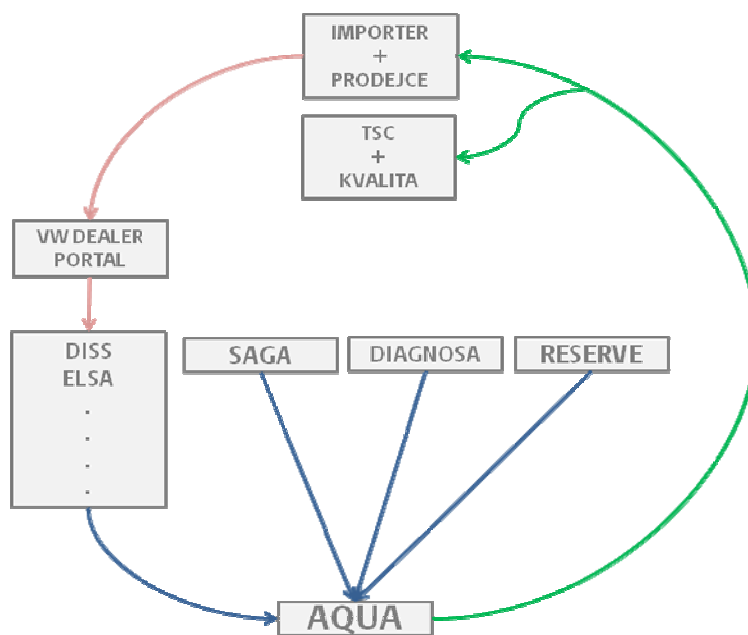 IMPORTER
+
PRODEJCE
TSC
+
KVALITA
VW DEALER
PORTAL
DISS
ELSA
.
.
.
.
SAGA
DIAGNOSA
RESERVE
AQUA